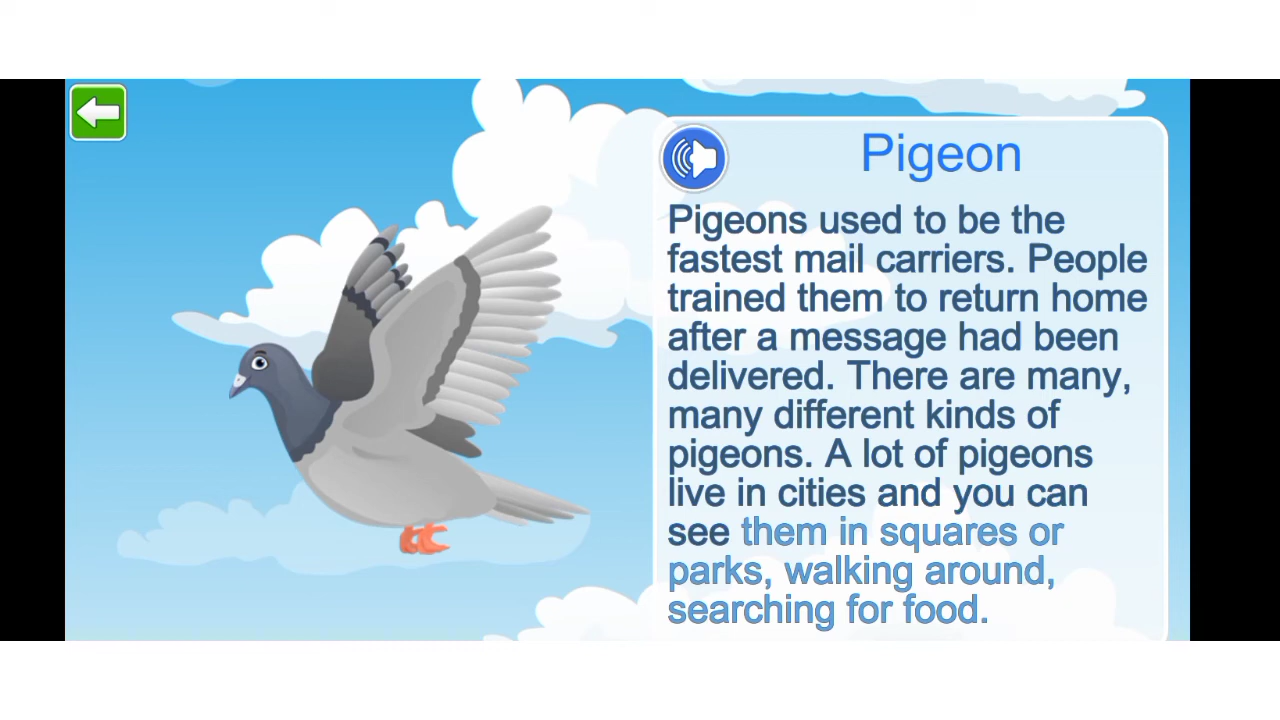 Pigeon
Pigeons used to be the
fastest mail carriers. People
trained them to return home
after a message had been
delivered. There are many,
many different kinds of
pigeons. A lot of pigeons
live in cities and you can
see them in squares or
parks, walking around,
searching for food.